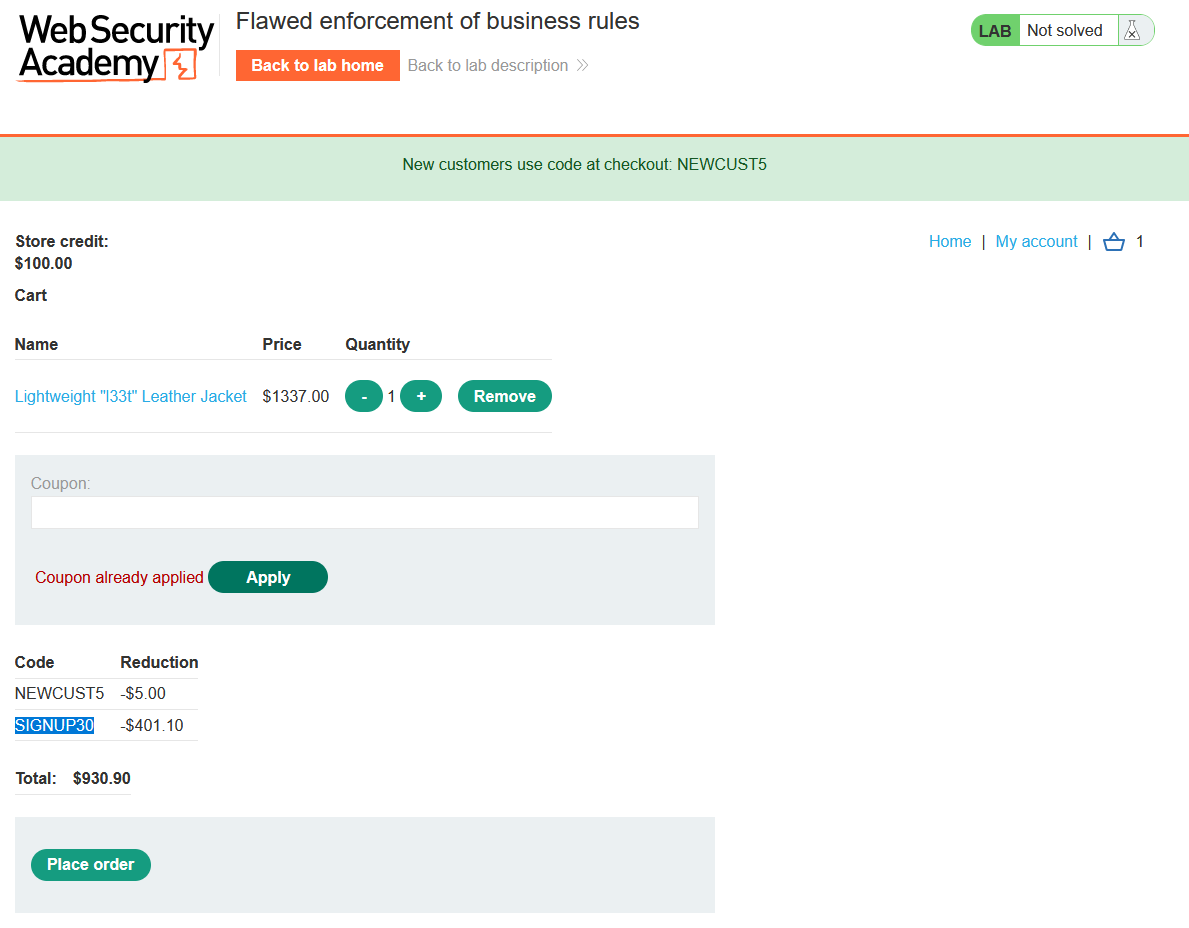 WebSecurity
Academy
Flawed enforcement of business rules
Back to lab home
Back to lab description
LAB
Not solved
New customers use code at checkout: NEWCUST5
Store credit:
$100.00
Home | My account | 1
Cart
Name Price Quantity
Lightweight "l33t" Leather Jacket $1337.00 - 1 + Remove
Coupon:
Coupon already applied Apply
Code Reduction
NEWCUST5 -$5.00
SIGNUP30 -$401.10
Total: $930.90
Place order